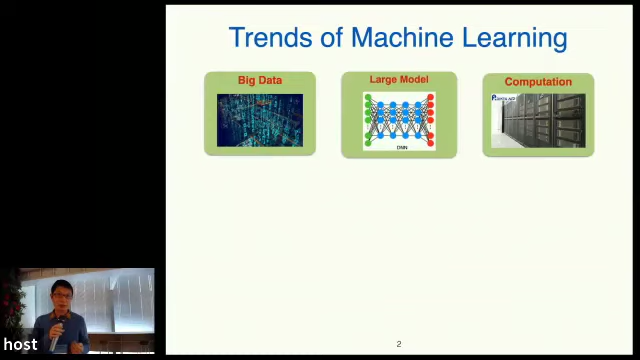 Trends of Machine Learning
Big Data
Large Model
Computation
DNN
2
host